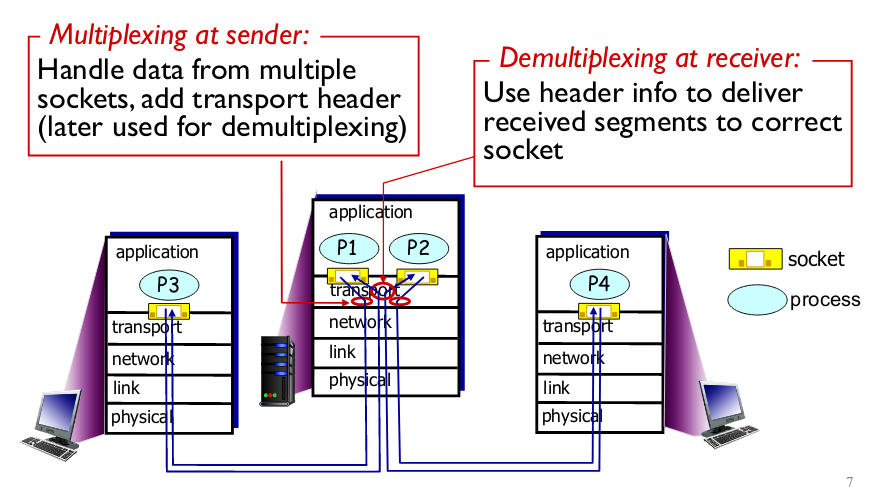 Multiplexing at sender:
Handle data from multiple
sockets, add transport header
(later used for demultiplexing)
Demultiplexing at receiver:
Use header info to deliver
received segments to correct
socket
application
P3
transport
network
link
physical
application
P1
P2
transport
network
link
physical
application
P4
transport
network
link
physical
socket
process
7